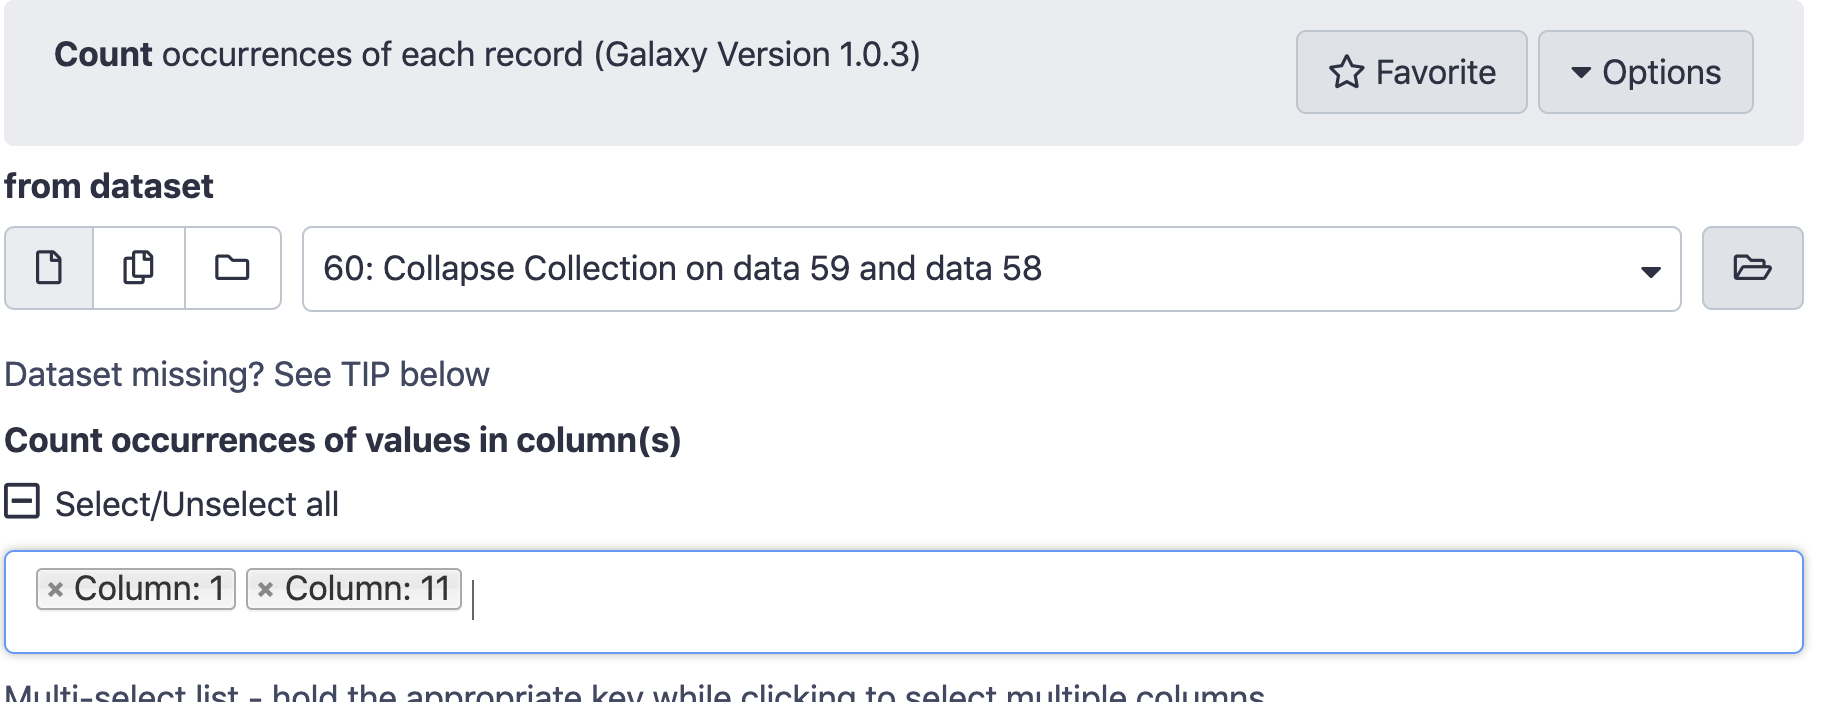 Count occurrences of each record (Galaxy Version 1.0.3)
Favorite
Options
from dataset
60: Collapse Collection on data 59 and data 58
Dataset missing? See TIP below
Count occurrences of values in column(s)
Select/Unselect all
× Column: 1 × Column: 11
Multi-select list - hold the appropriate key while clicking to select multiple columns